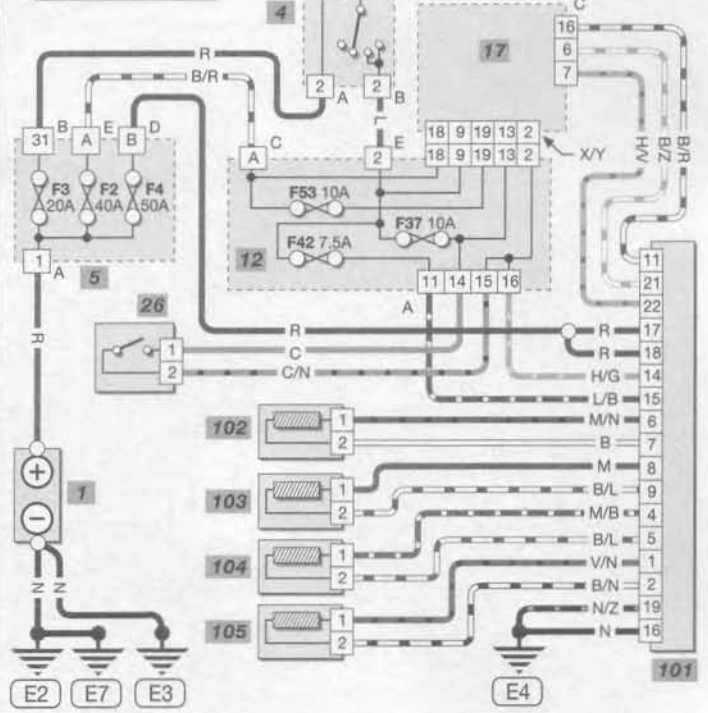 C
4
17
16
6
7
R
B/R
2
A
2
B
L
18 9 19 13 2
18 9 19 13 2
X/Y
H/V
B/Z
B/R
31
B
A
E
B
D
C
A
E
2
F3
20A
F2
40A
F4
50A
F53 10A
F37 10A
F42 7.5A
12
1
A
5
11 14 15 16
A
26
11
21
22
R
R
17
R
18
1
C
2
C/N
H/G
14
L/B
15
102
1
M/N
6
2
B
7
1
+
−
103
1
M
8
2
B/L
9
104
1
M/B
4
2
B/L
5
105
1
V/N
1
2
B/N
2
N
N
N/Z
19
N
16
101
E2
E7
E3
E4